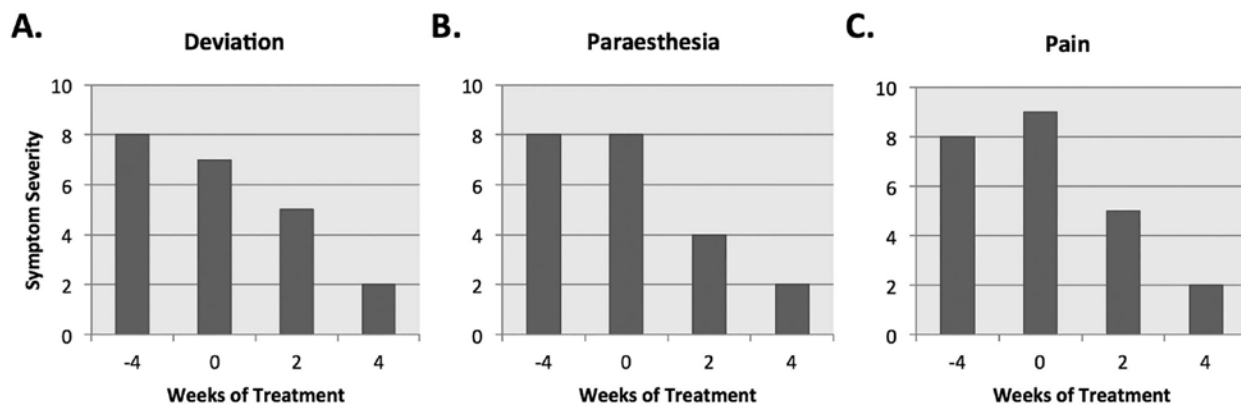 A.
Deviation
Symptom Severity
10
8
6
4
2
0
-4 0 2 4
Weeks of Treatment
B.
Paraesthesia
10
8
6
4
2
0
-4 0 2 4
Weeks of Treatment
C.
Pain
10
8
6
4
2
0
-4 0 2 4
Weeks of Treatment